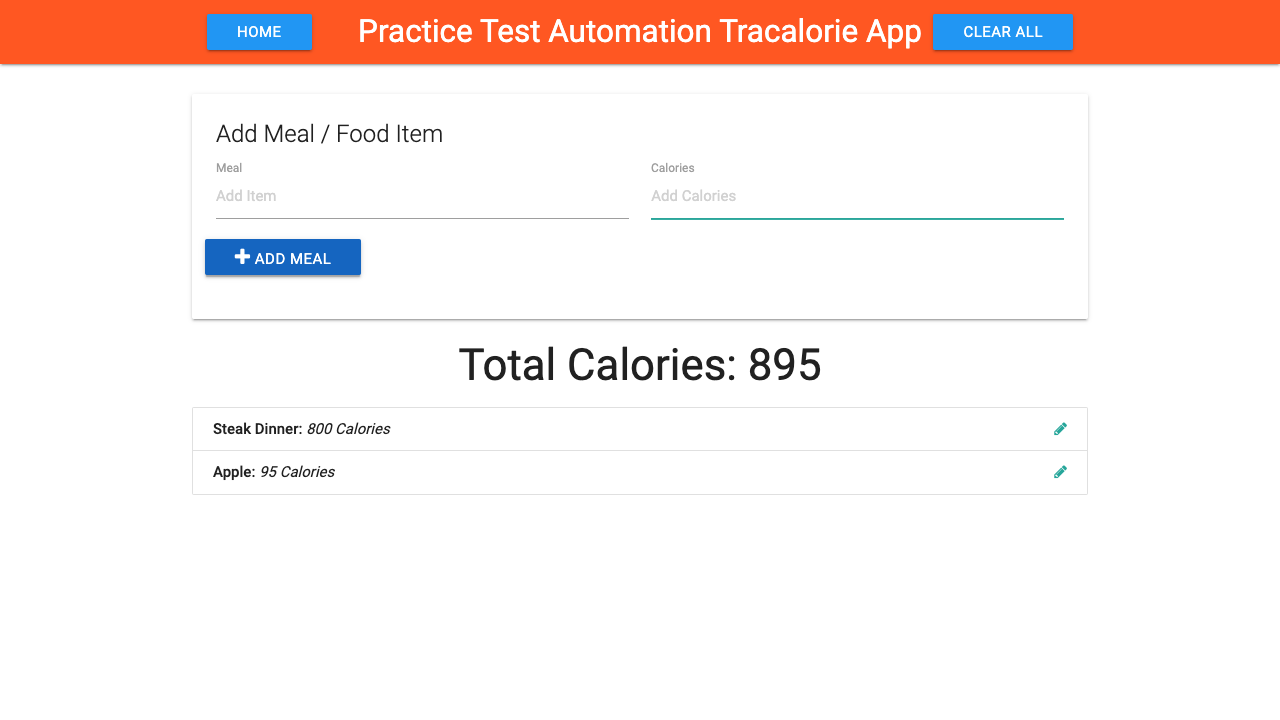 HOME
Practice Test Automation Tracalorie App
CLEAR ALL
Add Meal / Food Item
Meal
Calories
Add Item
Add Calories
ADD MEAL
Total Calories: 895
Steak Dinner: 800 Calories
Apple: 95 Calories